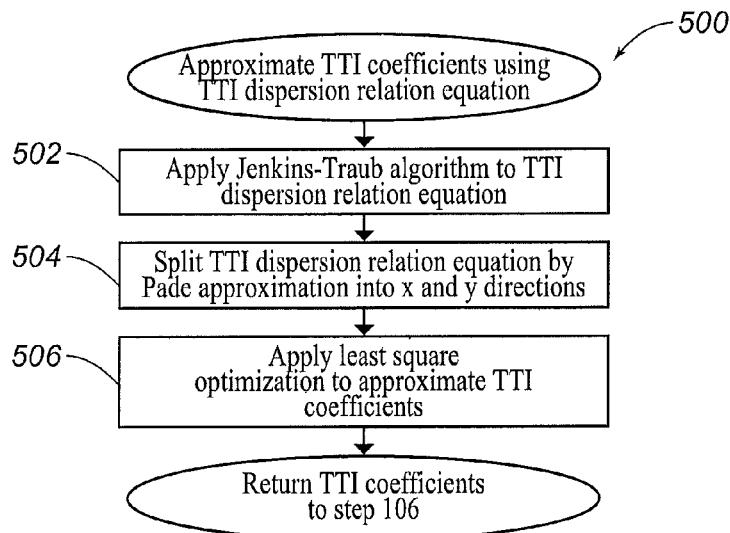 500
Approximate TTI coefficients using
TTI dispersion relation equation
502
Apply Jenkins-Traub algorithm to TTI
dispersion relation equation
504
Split TTI dispersion relation equation by
Pade approximation into x and y directions
506
Apply least square
optimization to approximate TTI
coefficients
Return TTI coefficients
to step 106